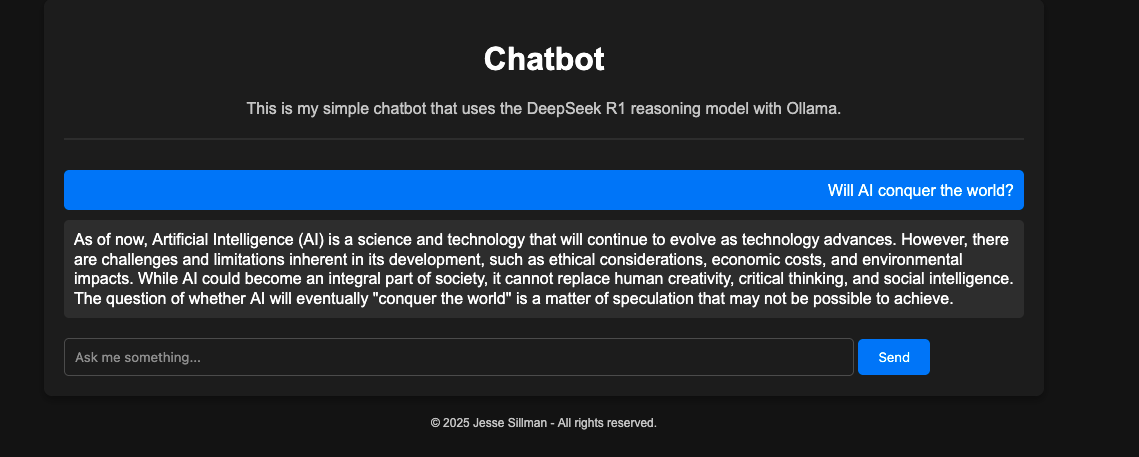 Chatbot
This is my simple chatbot that uses the DeepSeek R1 reasoning model with Ollama.
Will AI conquer the world?
As of now, Artificial Intelligence (AI) is a science and technology that will continue to evolve as technology advances. However, there
are challenges and limitations inherent in its development, such as ethical considerations, economic costs, and environmental
impacts. While AI could become an integral part of society, it cannot replace human creativity, critical thinking, and social intelligence.
The question of whether AI will eventually "conquer the world" is a matter of speculation that may not be possible to achieve.
Ask me something...
Send
© 2025 Jesse Sillman - All rights reserved.